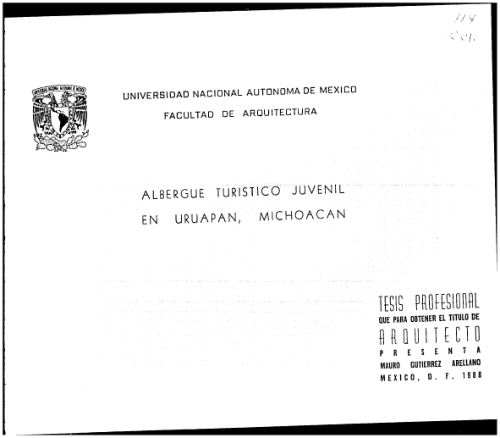 UNIVERSIDAD NACIONAL AUTONOMA DE MEXICO
FACULTAD DE ARQUITECTURA
ALBERGUE TURISTICO JUVENIL
EN URUAPAN, MICHOACAN
TESIS PROFESIONAL
QUE PARA OBTENER EL TITULO DE
ARQUITECTO
PRESENTA
MAURO GUTIERREZ ARELLANO
MEXICO, D. F. 1988